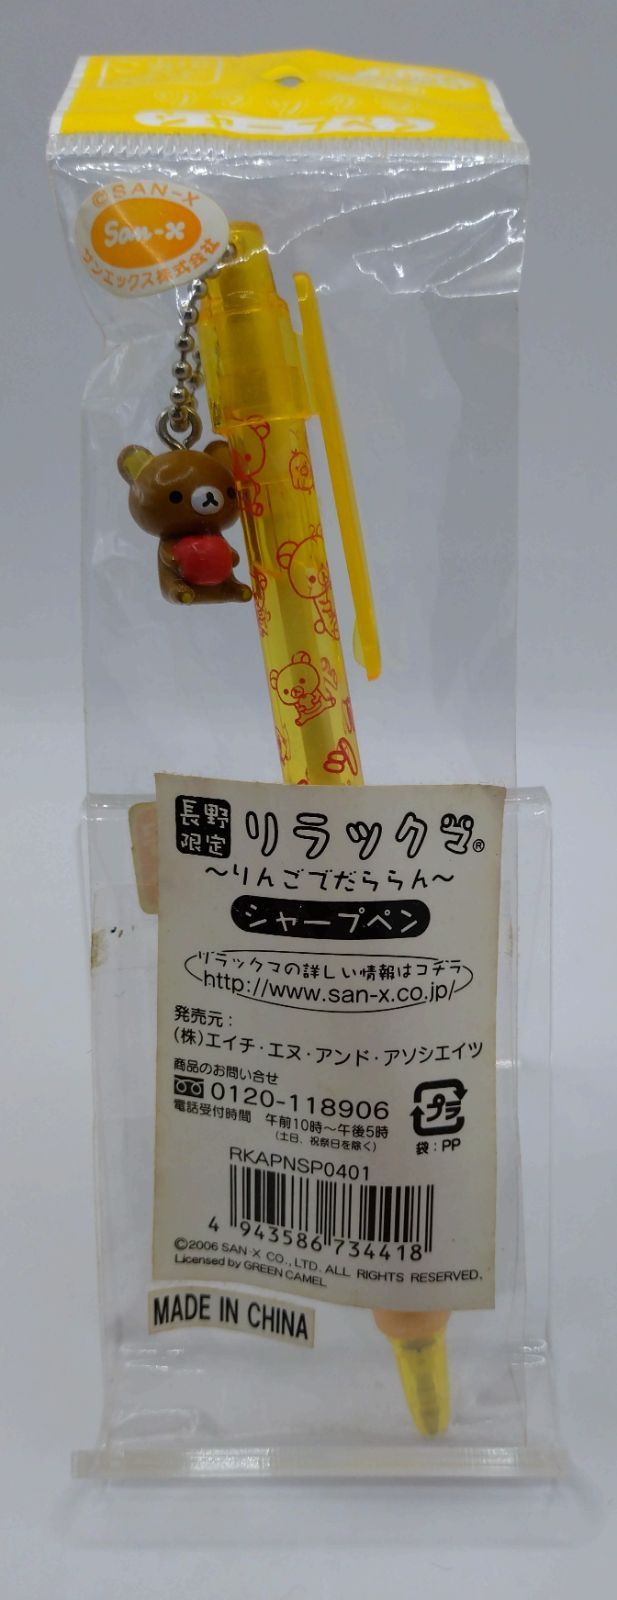 ©SAN-X
San-x
サンエックス株式会社
長野限定
リラックマ®
～りんごでだららん～
シャープペン
リラックマの詳しい情報はコチラ
http://www.san-x.co.jp/
発売元：
(株)エイチ・エヌ・アンド・アソシエイツ
商品のお問い合せ
0120-118906
電話受付時間 午前10時～午後5時
(土日、祝祭日を除く)
プラ
袋：PP
RKAPNSP0401
4 943586 734418
©2006 SAN-X CO., LTD. ALL RIGHTS RESERVED.
Licensed by GREEN CAMEL
MADE IN CHINA